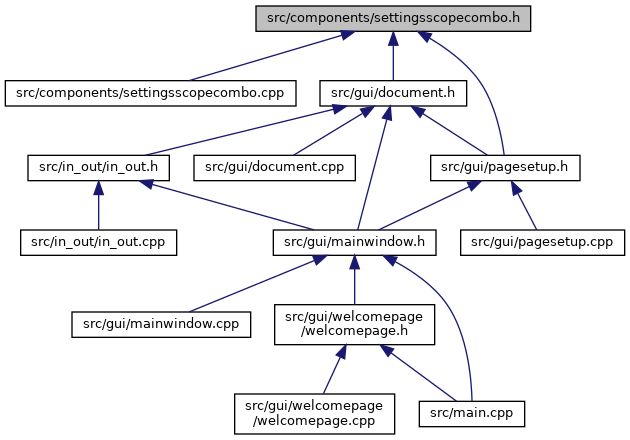 src/components/settingsscopecombo.h
src/components/settingsscopecombo.cpp
src/gui/document.h
src/in_out/in_out.h
src/gui/document.cpp
src/gui/pagesetup.h
src/in_out/in_out.cpp
src/gui/mainwindow.h
src/gui/pagesetup.cpp
src/gui/mainwindow.cpp
src/gui/welcomepage
/welcomepage.h
src/gui/welcomepage
/welcomepage.cpp
src/main.cpp